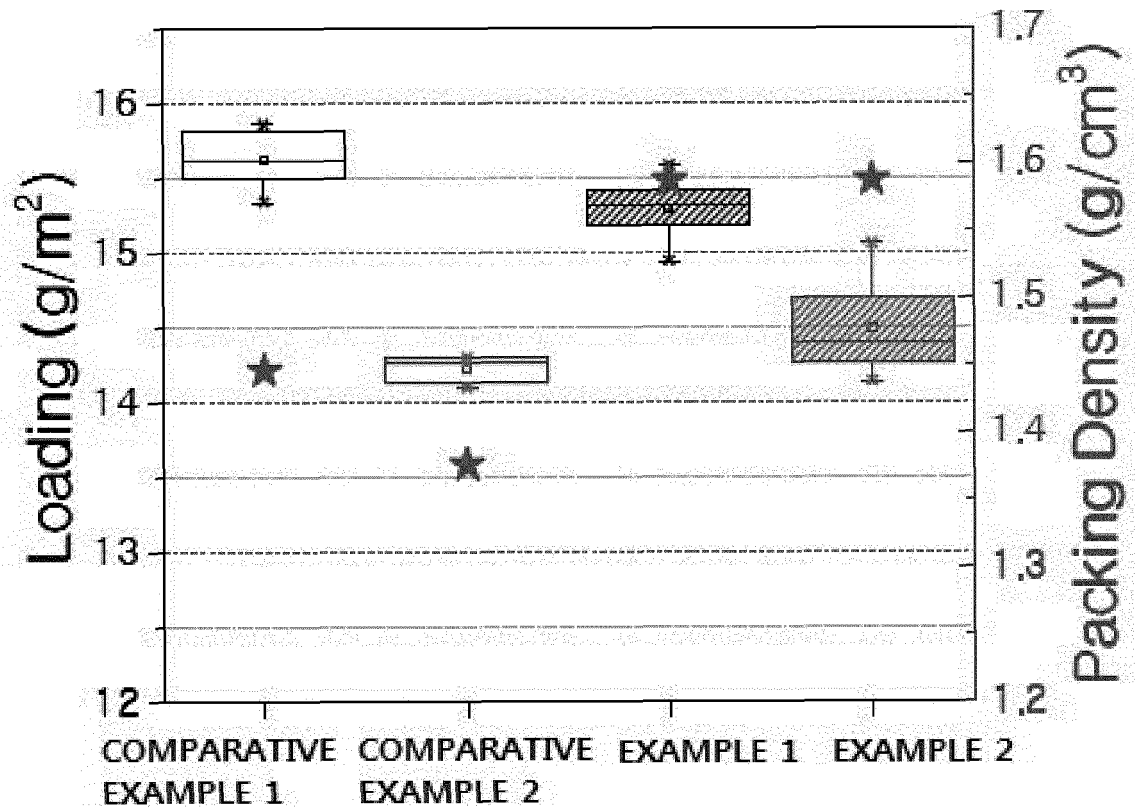 Loading (g/m²)
16
15
14
13
12
1.7
1.6
1.5
1.4
1.3
1.2
Packing Density (g/cm³)
COMPARATIVE EXAMPLE 1
COMPARATIVE EXAMPLE 2
EXAMPLE 1
EXAMPLE 2